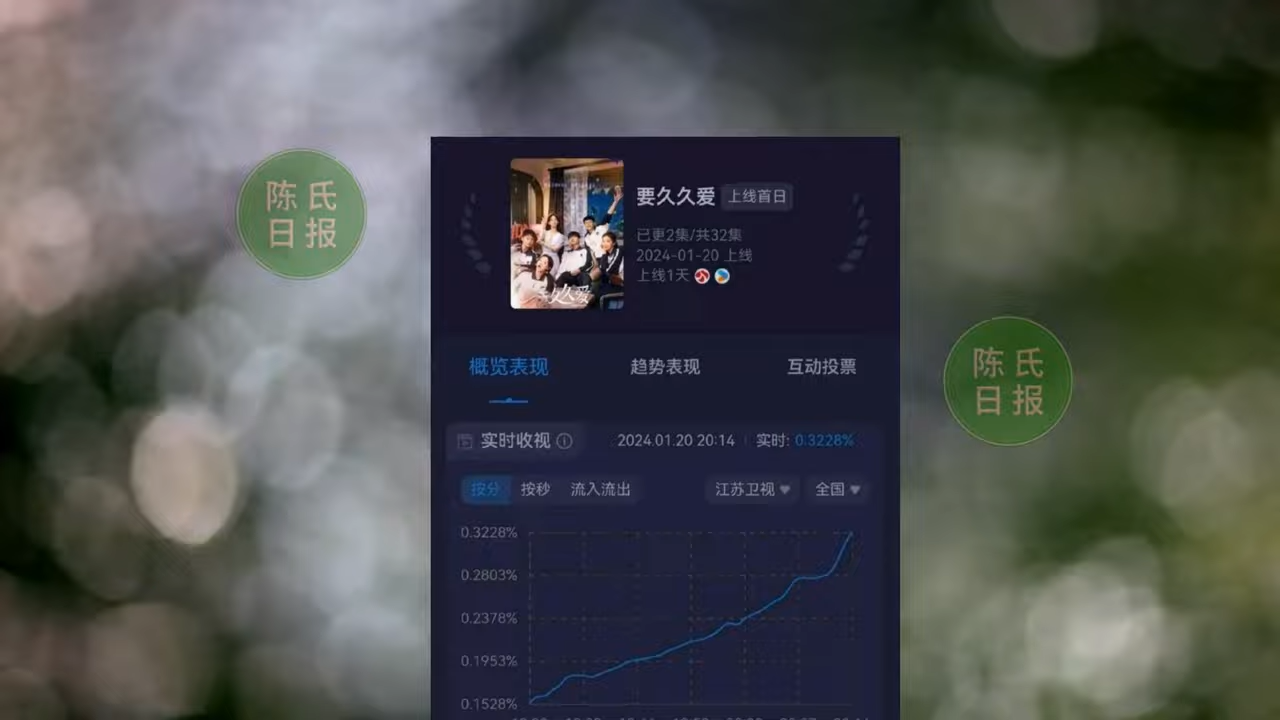 陈氏
日报
要久久爱 上线首日
已更2集/共32集
2024-01-20 上线
上线1天
陈氏
日报
概览表现 趋势表现 互动投票
实时收视 2024.01.20 20:14 实时: 0.3228%
按分 按秒 流入流出 江苏卫视 全国
0.3228%
0.2803%
0.2378%
0.1953%
0.1528%